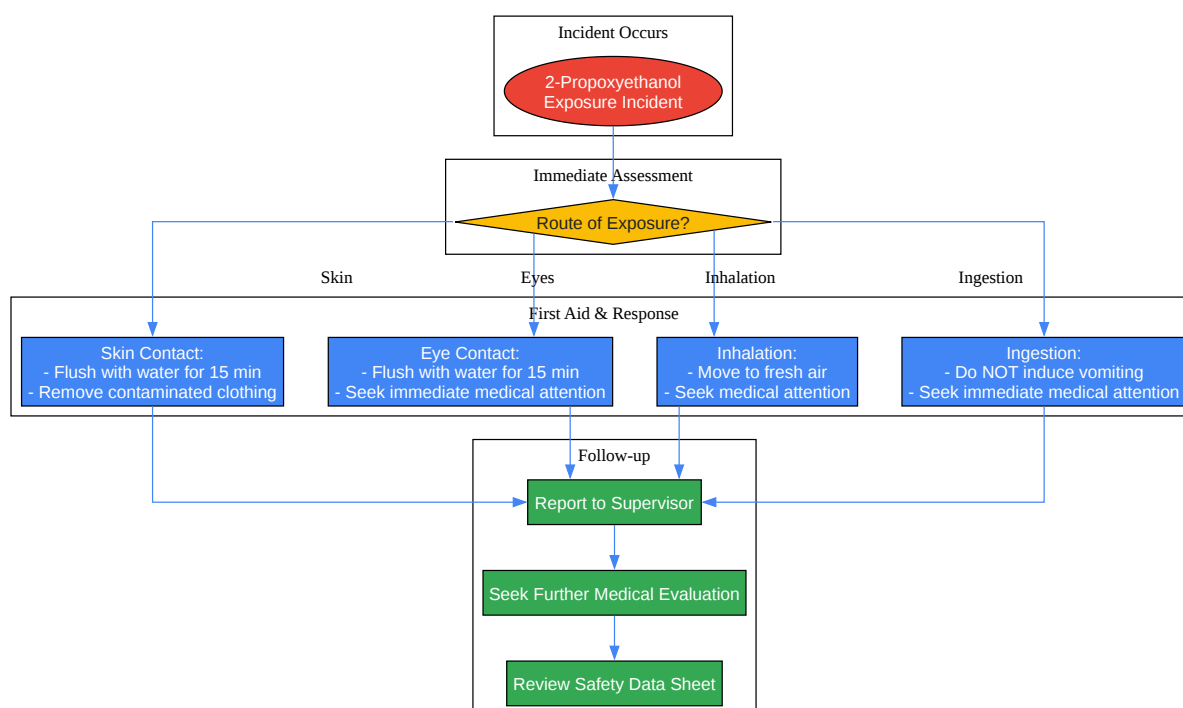 Incident Occurs
2-Propoxyethanol
Exposure Incident
Immediate Assessment
Route of Exposure?
Skin
Eyes
Inhalation
Ingestion
First Aid & Response
Skin Contact:
- Flush with water for 15 min
- Remove contaminated clothing
Eye Contact:
- Flush with water for 15 min
- Seek immediate medical attention
Inhalation:
- Move to fresh air
- Seek medical attention
Ingestion:
- Do NOT induce vomiting
- Seek immediate medical attention
Follow-up
Report to Supervisor
Seek Further Medical Evaluation
Review Safety Data Sheet